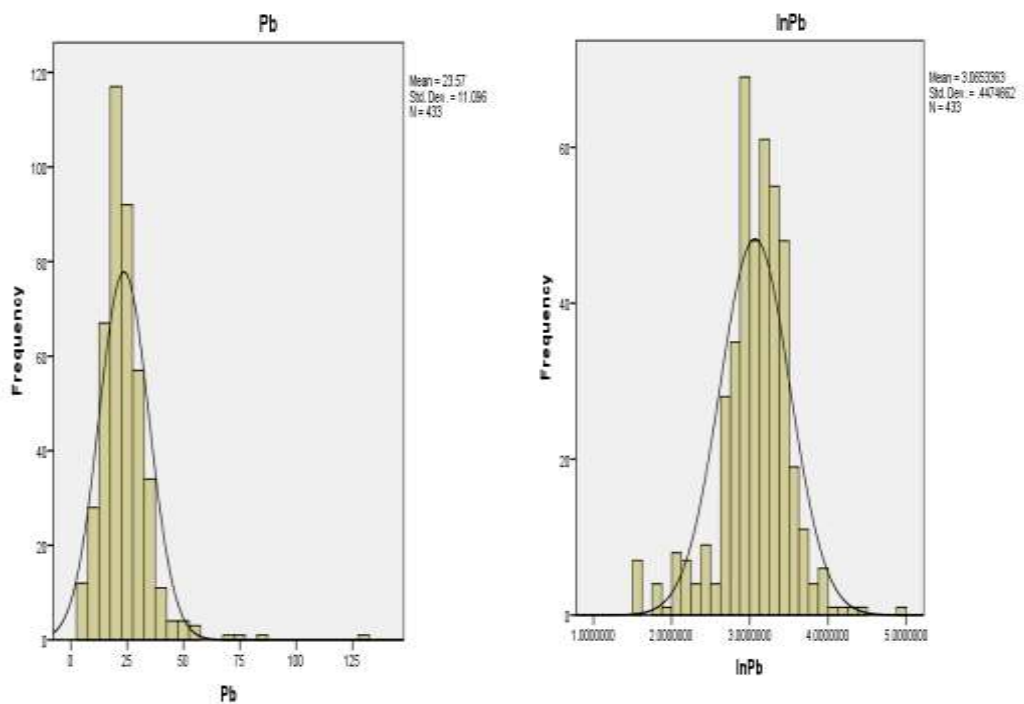 Pb
Mean = 23.57
Std. Dev. = 11.096
N = 433
120
100
80
60
40
20
0
Frequency
0 25 50 75 100 125
Pb
lnPb
Mean = 3.0653363
Std. Dev. = .4474662
N = 433
60
40
20
0
Frequency
1.0000000 2.0000000 3.0000000 4.0000000 5.0000000
lnPb